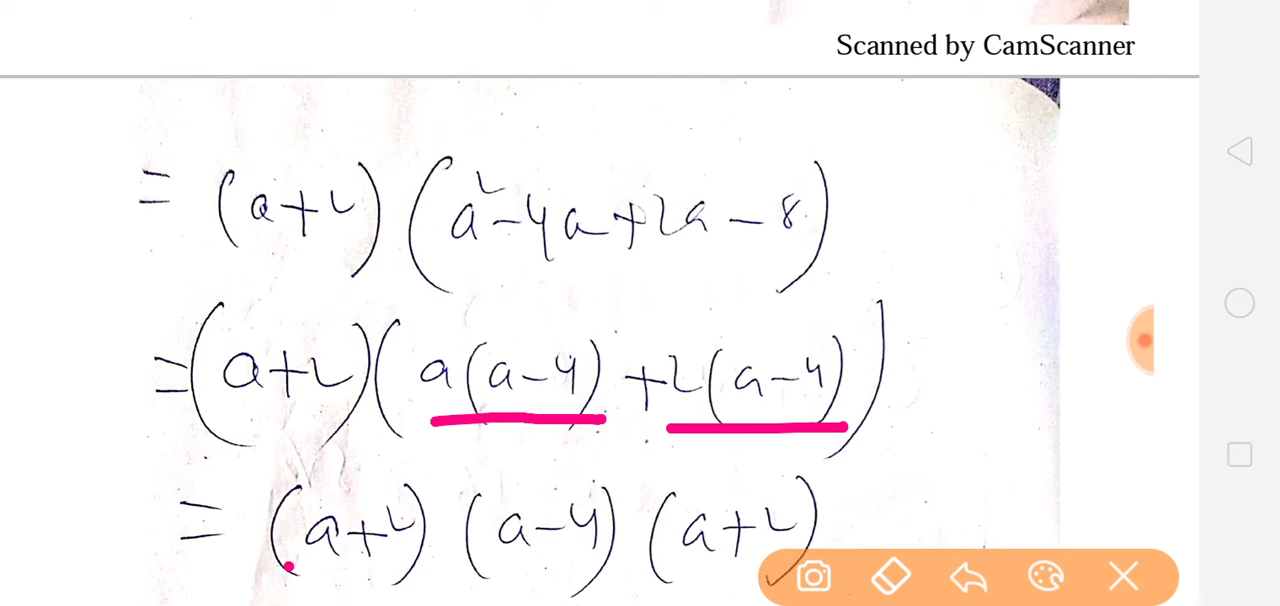 Scanned by CamScanner
= (a+2) (a²-4a+2a-8)
= (a+2)(a(a-4) +2(a-4))
= (a+2) (a-4) (a+2)